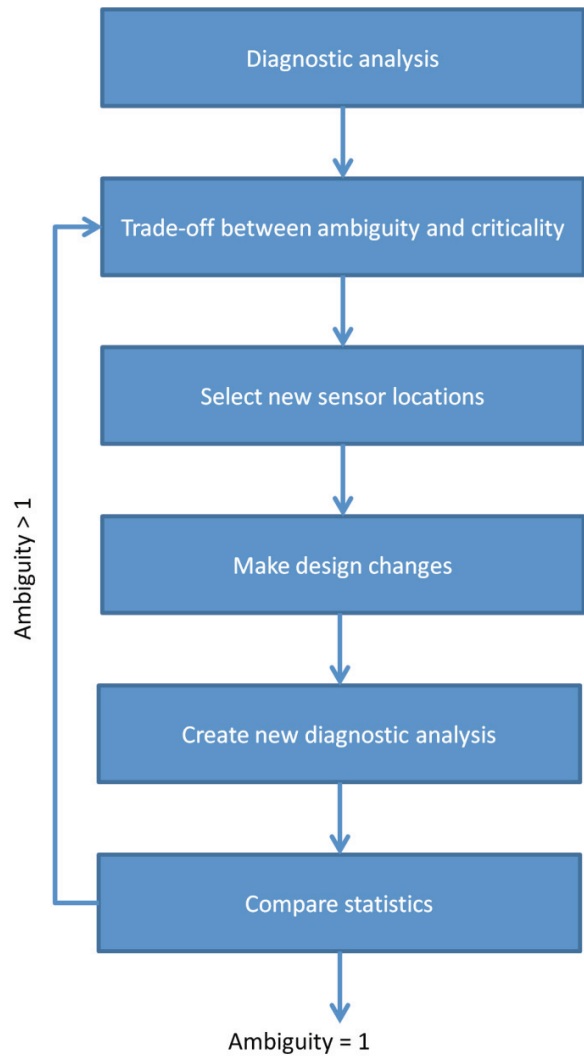 Diagnostic analysis
Trade-off between ambiguity and criticality
Select new sensor locations
Make design changes
Ambiguity > 1
Create new diagnostic analysis
Compare statistics
Ambiguity = 1